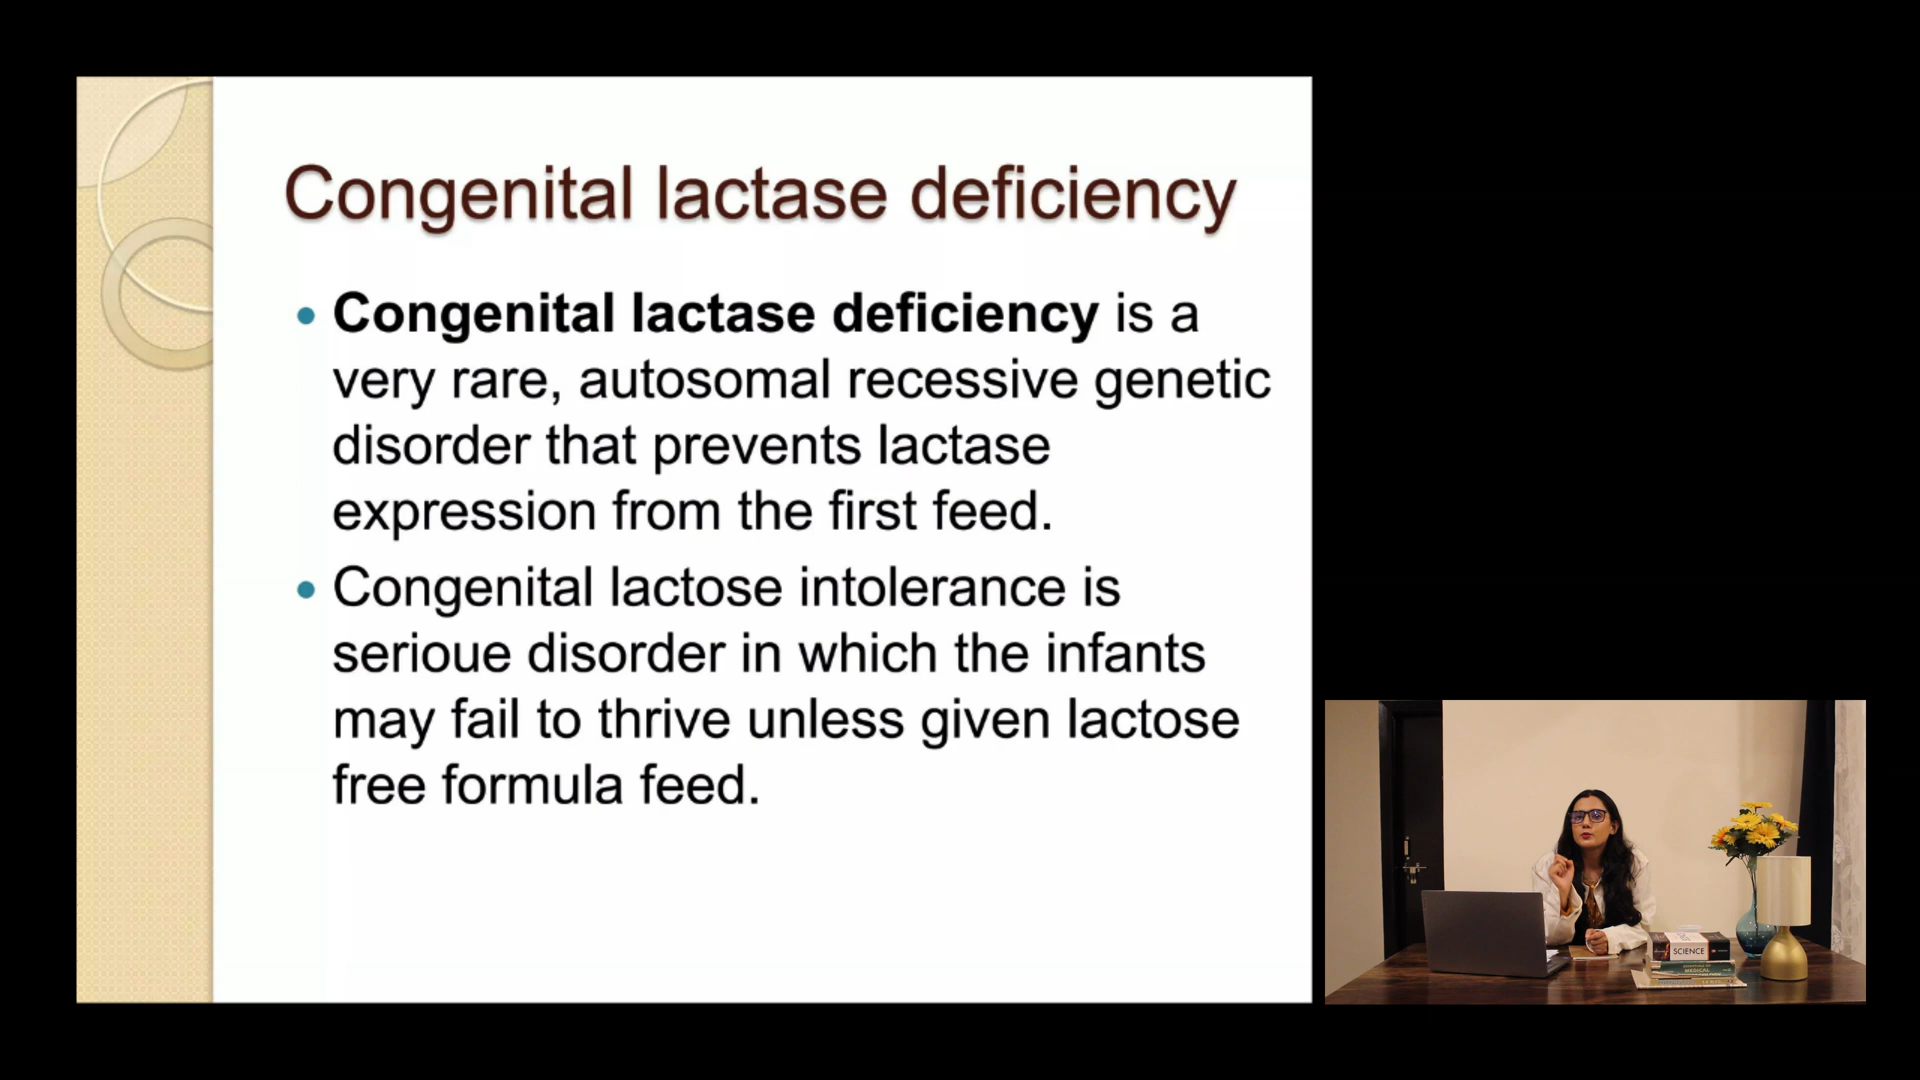 Congenital lactase deficiency
• Congenital lactase deficiency is a
very rare, autosomal recessive genetic
disorder that prevents lactase
expression from the first feed.
• Congenital lactose intolerance is
serioue disorder in which the infants
may fail to thrive unless given lactose
free formula feed.
SCIENCE
MEDICAL